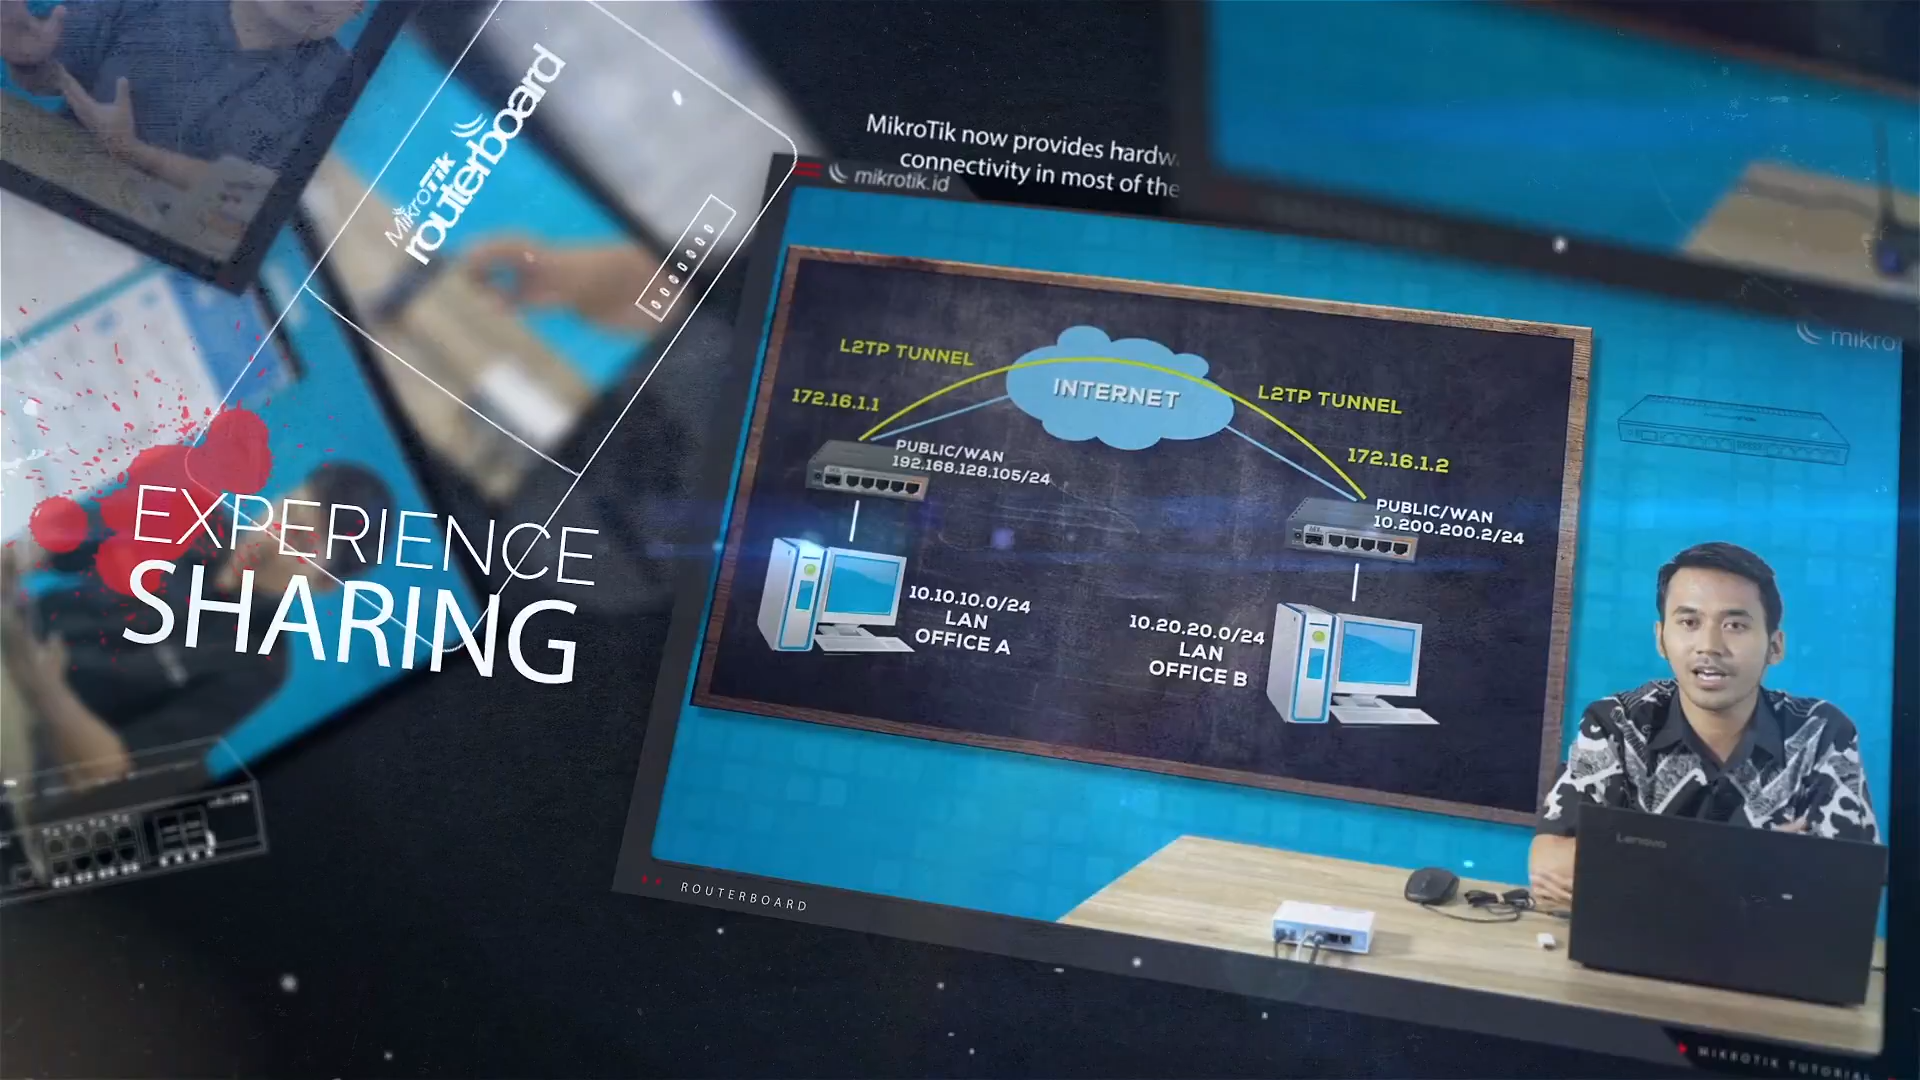 MikroTik
routerboard
MikroTik now provides hardw
connectivity in most of the
mikrotik.id
EXPERIENCE
SHARING
L2TP TUNNEL
INTERNET
L2TP TUNNEL
172.16.1.1
172.16.1.2
PUBLIC/WAN
192.168.128.105/24
PUBLIC/WAN
10.200.200.2/24
10.10.10.0/24
LAN
OFFICE A
10.20.20.0/24
LAN
OFFICE B
mikro
Lenovo
ROUTERBOARD
MIKROTIK TUTORIAL